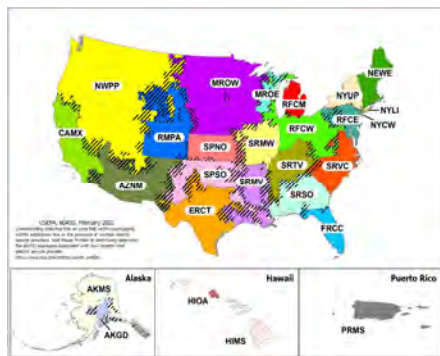 NWPP
MROW
MROE
NEWE
NYUP
RFCM
NYLI
NYCW
RFCE
RFCW
CAMX
RMPA
SPNO
SRMW
SRVC
SRTV
AZNM
SPSO
SRMV
SRSO
ERCT
FRCC
USEPA, eGRID, February 2021
Alaska
AKMS
AKGD
Hawaii
HIOA
HIMS
Puerto Rico
PRMS